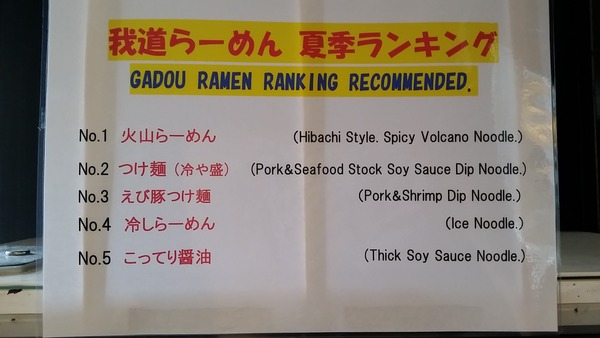 我道らーめん 夏季ランキング
GADOU RAMEN RANKING RECOMMENDED.
No.1 火山らーめん (Hibachi Style. Spicy Volcano Noodle.)
No.2 つけ麺（冷や盛） (Pork&Seafood Stock Soy Sauce Dip Noodle.)
No.3 えび豚つけ麺 (Pork&Shrimp Dip Noodle.)
No.4 冷しらーめん (Ice Noodle.)
No.5 こってり醤油 (Thick Soy Sauce Noodle.)